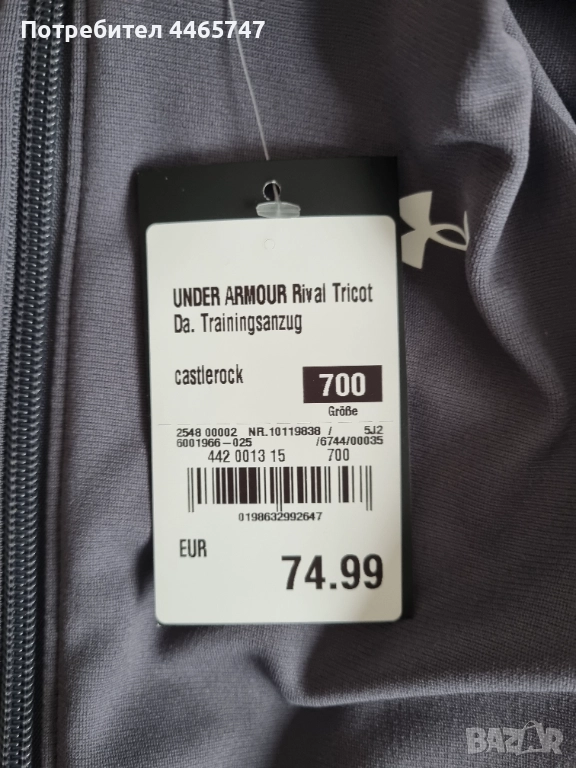 Потребител 4465747
UNDER ARMOUR Rival Tricot
Da. Trainingsanzug
castlerock
700
Größe
2548 00002 NR.10119838 / 5J2
6001966-025 /6744/00035
442 0013 15 700
0198632992647
EUR
74.99
BAZAR